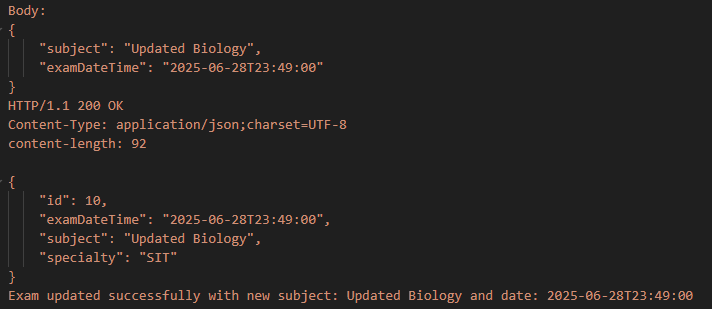 Body:
{
    "subject": "Updated Biology",
    "examDateTime": "2025-06-28T23:49:00"
}
HTTP/1.1 200 OK
Content-Type: application/json;charset=UTF-8
content-length: 92

{
    "id": 10,
    "examDateTime": "2025-06-28T23:49:00",
    "subject": "Updated Biology",
    "specialty": "SIT"
}
Exam updated successfully with new subject: Updated Biology and date: 2025-06-28T23:49:00